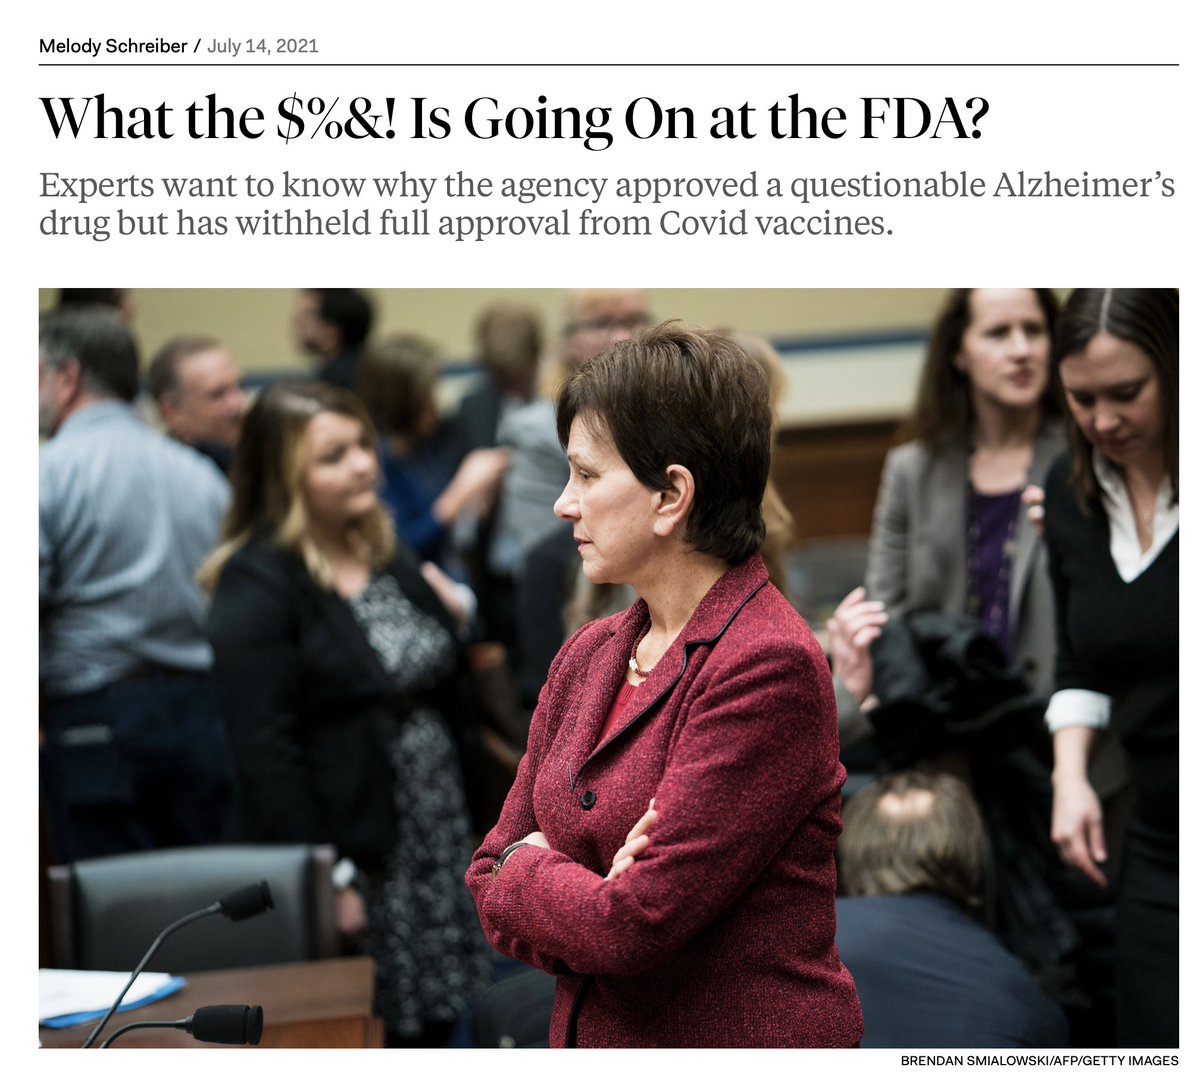 Melody Schreiber / July 14, 2021
What the $%&! Is Going On at the FDA?
Experts want to know why the agency approved a questionable Alzheimer’s
drug but has withheld full approval from Covid vaccines.
BRENDAN SMIALOWSKI/AFP/GETTY IMAGES